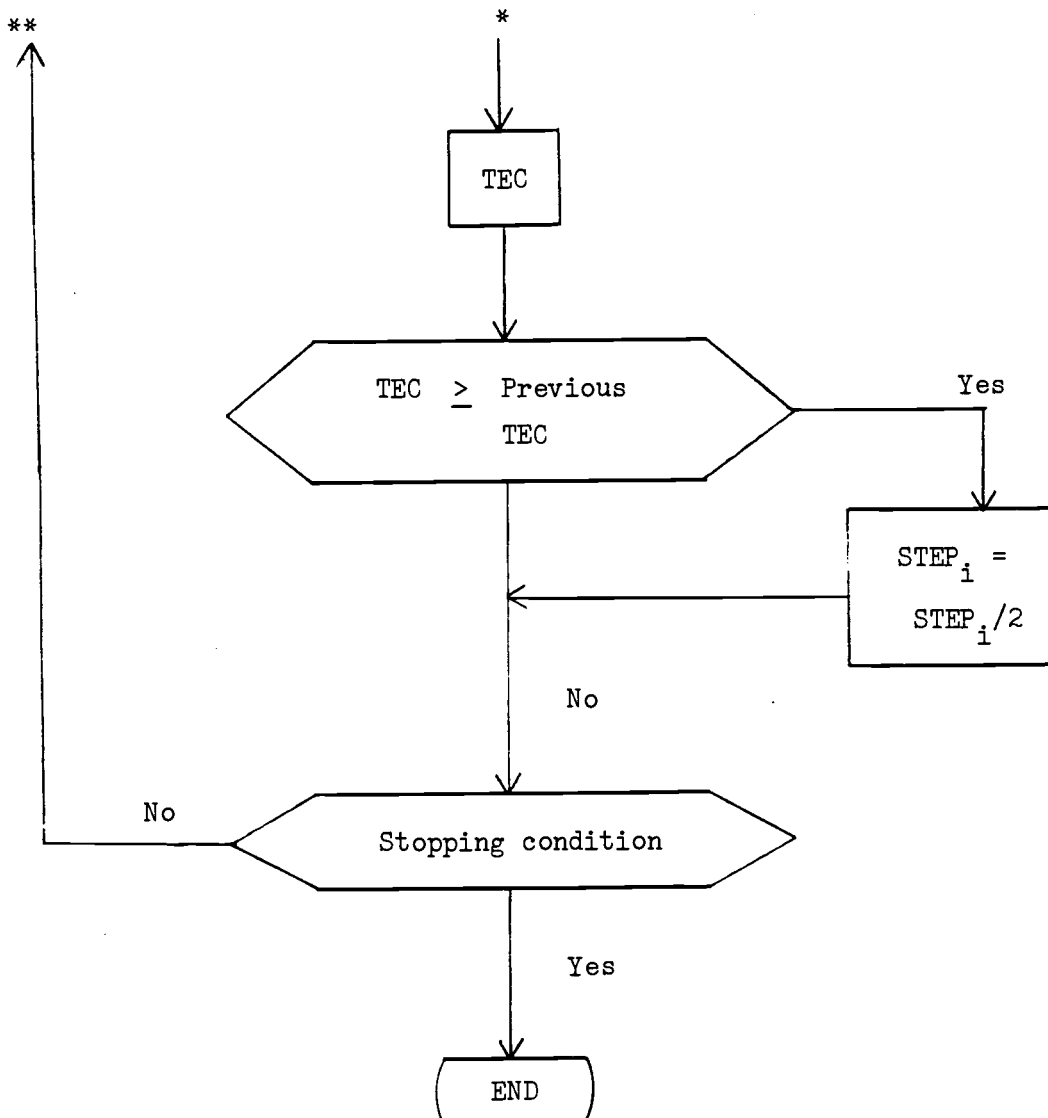 **
*
TEC
TEC ≥ Previous
TEC
Yes
STEP_i =
STEP_i/2
No
No
Stopping condition
Yes
END